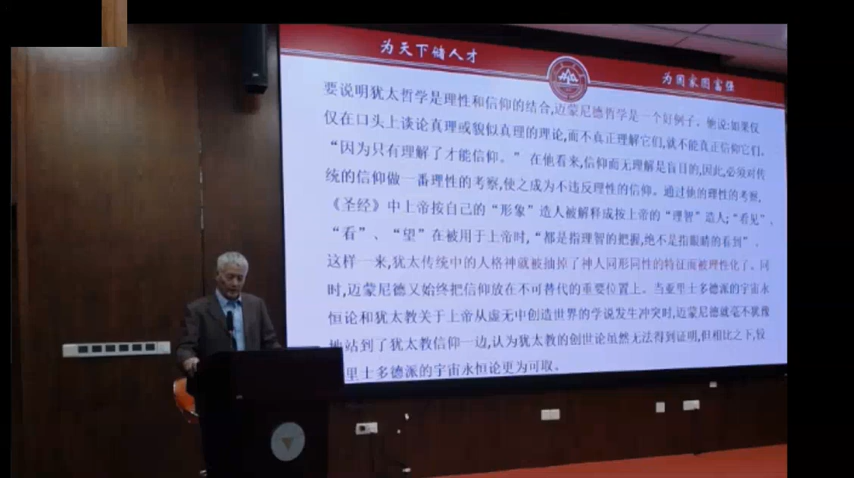 为天下储人才
为国家图富强
要说明犹太哲学是理性和信仰的结合,迈蒙尼德哲学是一个好例子。他说:如果仅
仅在口头上谈论真理或貌似真理的理论,而不真正理解它们,就不能真正信仰它们。
“因为只有理解了才能信仰。” 在他看来,信仰而无理解是盲目的,因此,必须对传
统的信仰做一番理性的考察,使之成为不违反理性的信仰。通过他的理性的考察,
《圣经》中上帝按自己的“形象”造人被解释成按上帝的“理智”造人;“看见”、
“看”、“望”在被用于上帝时,“都是指理智的把握,绝不是指眼睛的看到”.
这样一来,犹太传统中的人格神就被抽掉了神人同形同性的特征而被理性化了。同
时,迈蒙尼德又始终把信仰放在不可替代的重要位置上。当亚里士多德派的宇宙永
恒论和犹太教关于上帝从虚无中创造世界的学说发生冲突时,迈蒙尼德就毫不犹豫
地站到了犹太教信仰一边,认为犹太教的创世论虽然无法得到证明,但相比之下,较
里士多德派的宇宙永恒论更为可取。